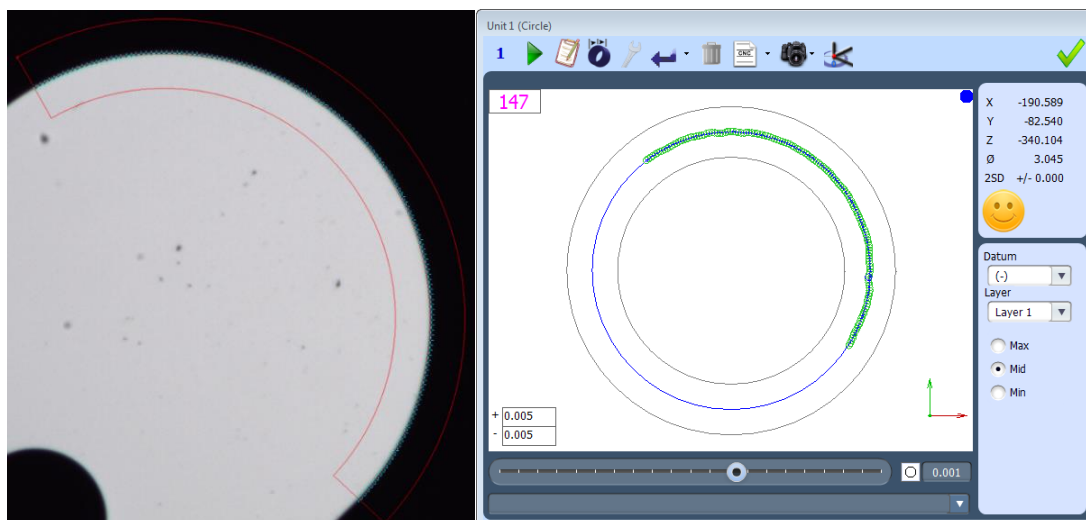 Unit 1 (Circle)
1
CNC
147
X -190.589
Y -82.540
Z -340.104
Ø 3.045
2SD +/- 0.000
Datum
(-)
Layer
Layer 1
Max
Mid
Min
+ 0.005
- 0.005
0.001